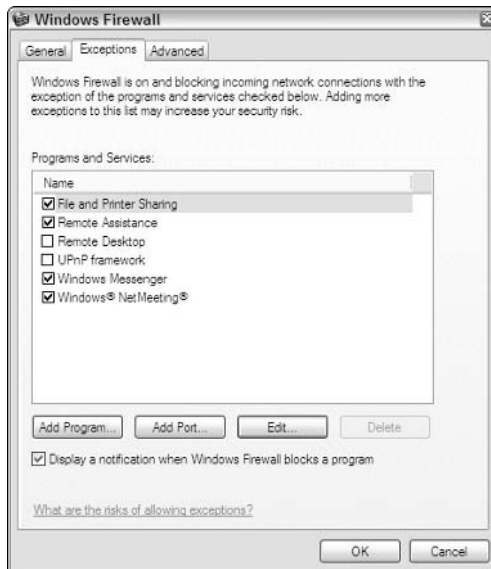 Windows Firewall
General Exceptions Advanced
Windows Firewall is on and blocking incoming network connections with the
exception of the programs and services checked below. Adding more
exceptions to this list may increase your security risk.
Programs and Services:
Name
File and Printer Sharing
Remote Assistance
Remote Desktop
UPnP framework
Windows Messenger
Windows® NetMeeting®
Add Program... Add Port... Edit... Delete
Display a notification when Windows Firewall blocks a program
What are the risks of allowing exceptions?
OK Cancel